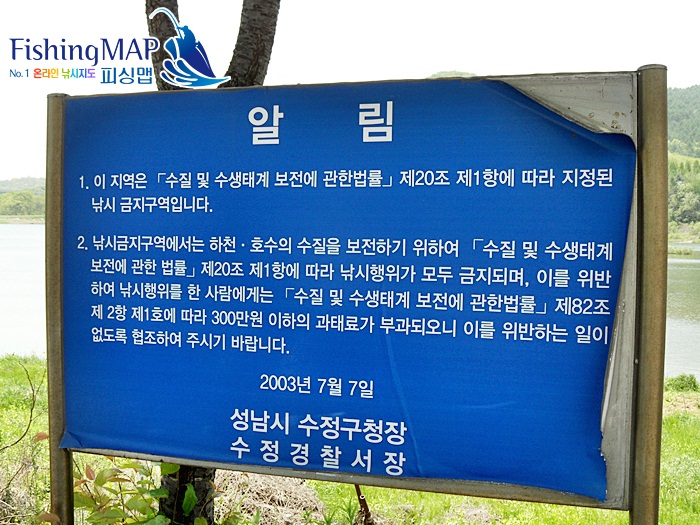 FishingMAP
No.1 온라인 낚시지도 피싱맵
알 림
1. 이 지역은 「수질 및 수생태계 보전에 관한법률」 제20조 제1항에 따라 지정된
낚시 금지구역입니다.
2. 낚시금지구역에서는 하천·호수의 수질을 보전하기 위하여 「수질 및 수생태계
보전에 관한 법률」 제20조 제1항에 따라 낚시행위가 모두 금지되며, 이를 위반
하여 낚시행위를 한 사람에게는 「수질 및 수생태계 보전에 관한법률」 제82조
제 2항 제1호에 따라 300만원 이하의 과태료가 부과되오니 이를 위반하는 일이
없도록 협조하여 주시기 바랍니다.
2003년 7월 7일
성남시 수정구청장
수정경찰서장